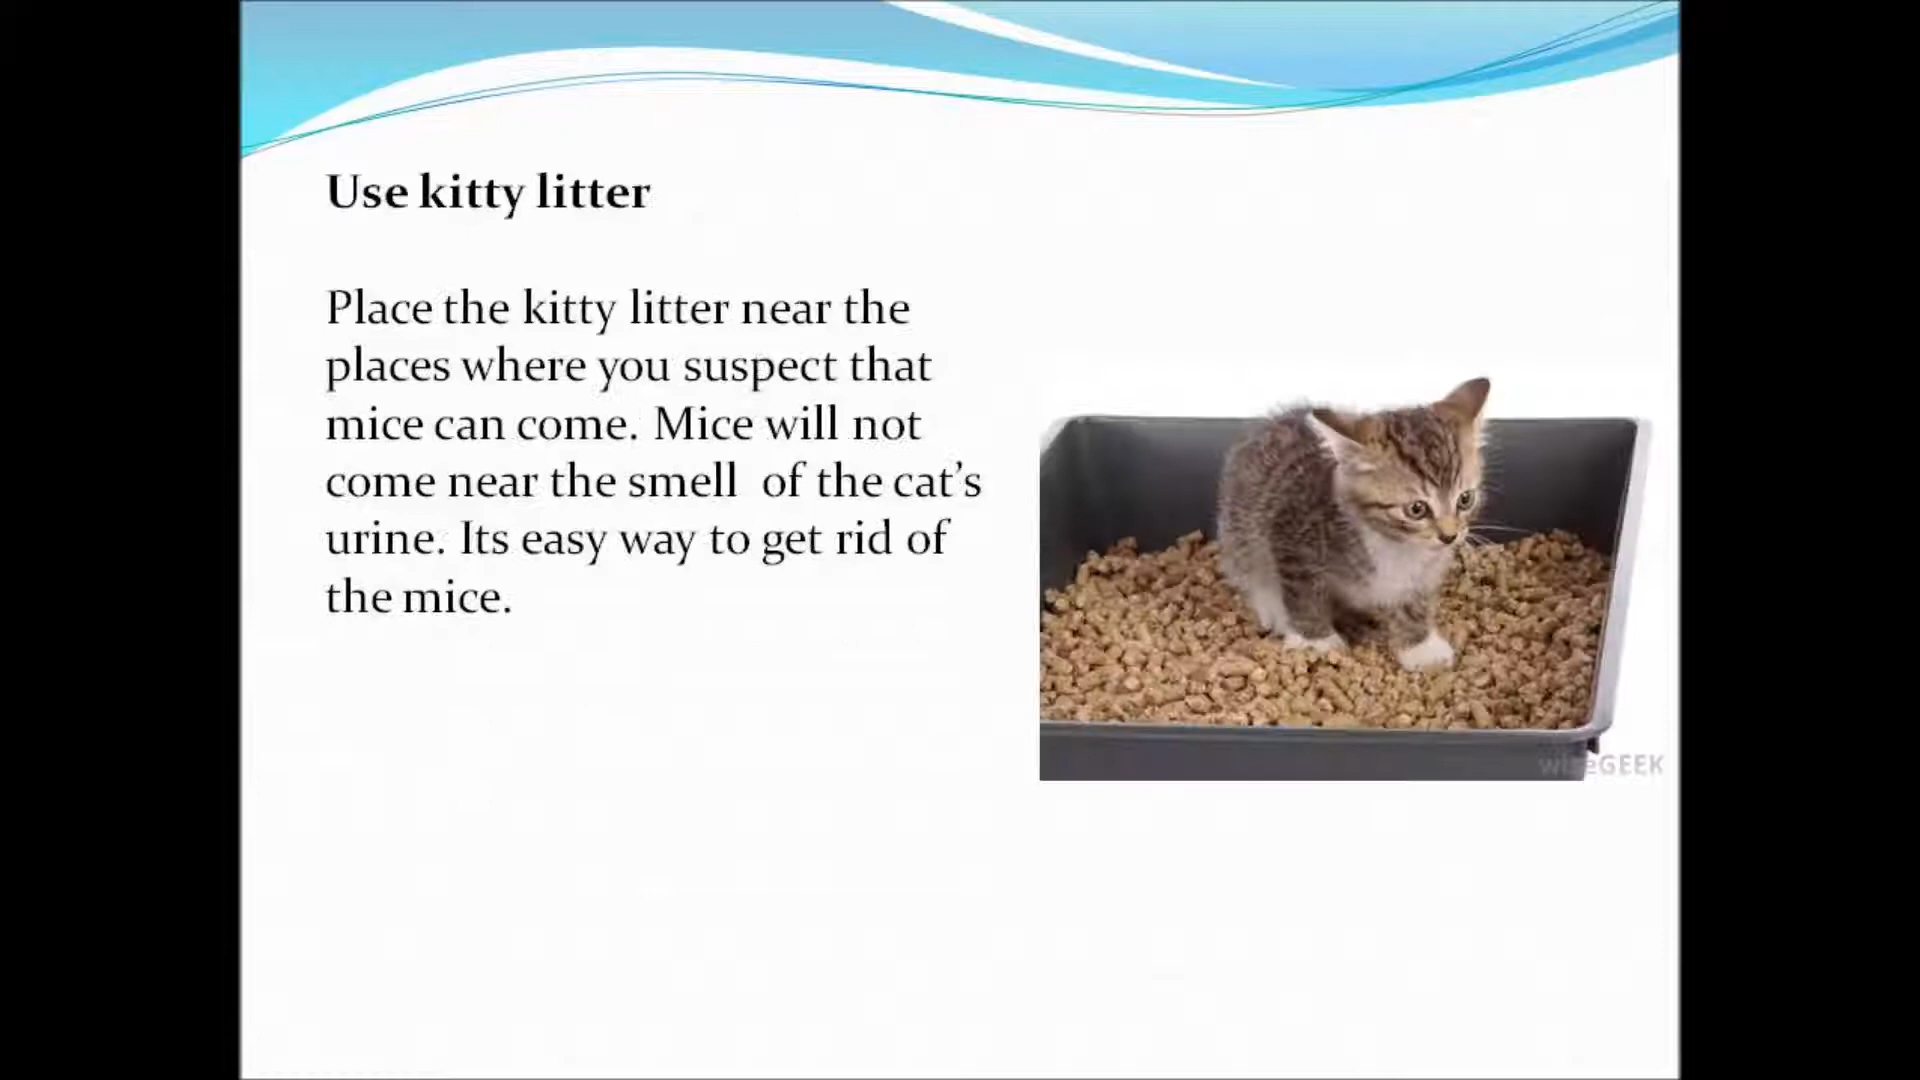 Use kitty litter
Place the kitty litter near the
places where you suspect that
mice can come. Mice will not
come near the smell  of the cat’s
urine. Its easy way to get rid of
the mice.
wiseGEEK